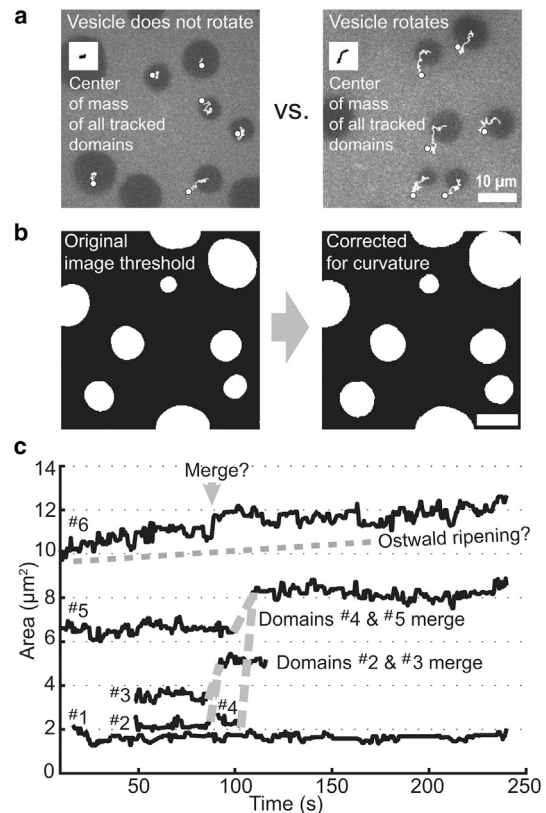 a
Vesicle does not rotate
Center
of mass
of all tracked
domains
vs.
Vesicle rotates
Center
of mass
of all tracked
domains
10 µm
b
Original
image threshold
Corrected
for curvature
c
Area (µm²)
14
12
10
8
6
4
2
0
Merge?
#6
Ostwald ripening?
#5
Domains #4 & #5 merge
Domains #2 & #3 merge
#3
#4
#1
#2
50
100
150
200
250
Time (s)